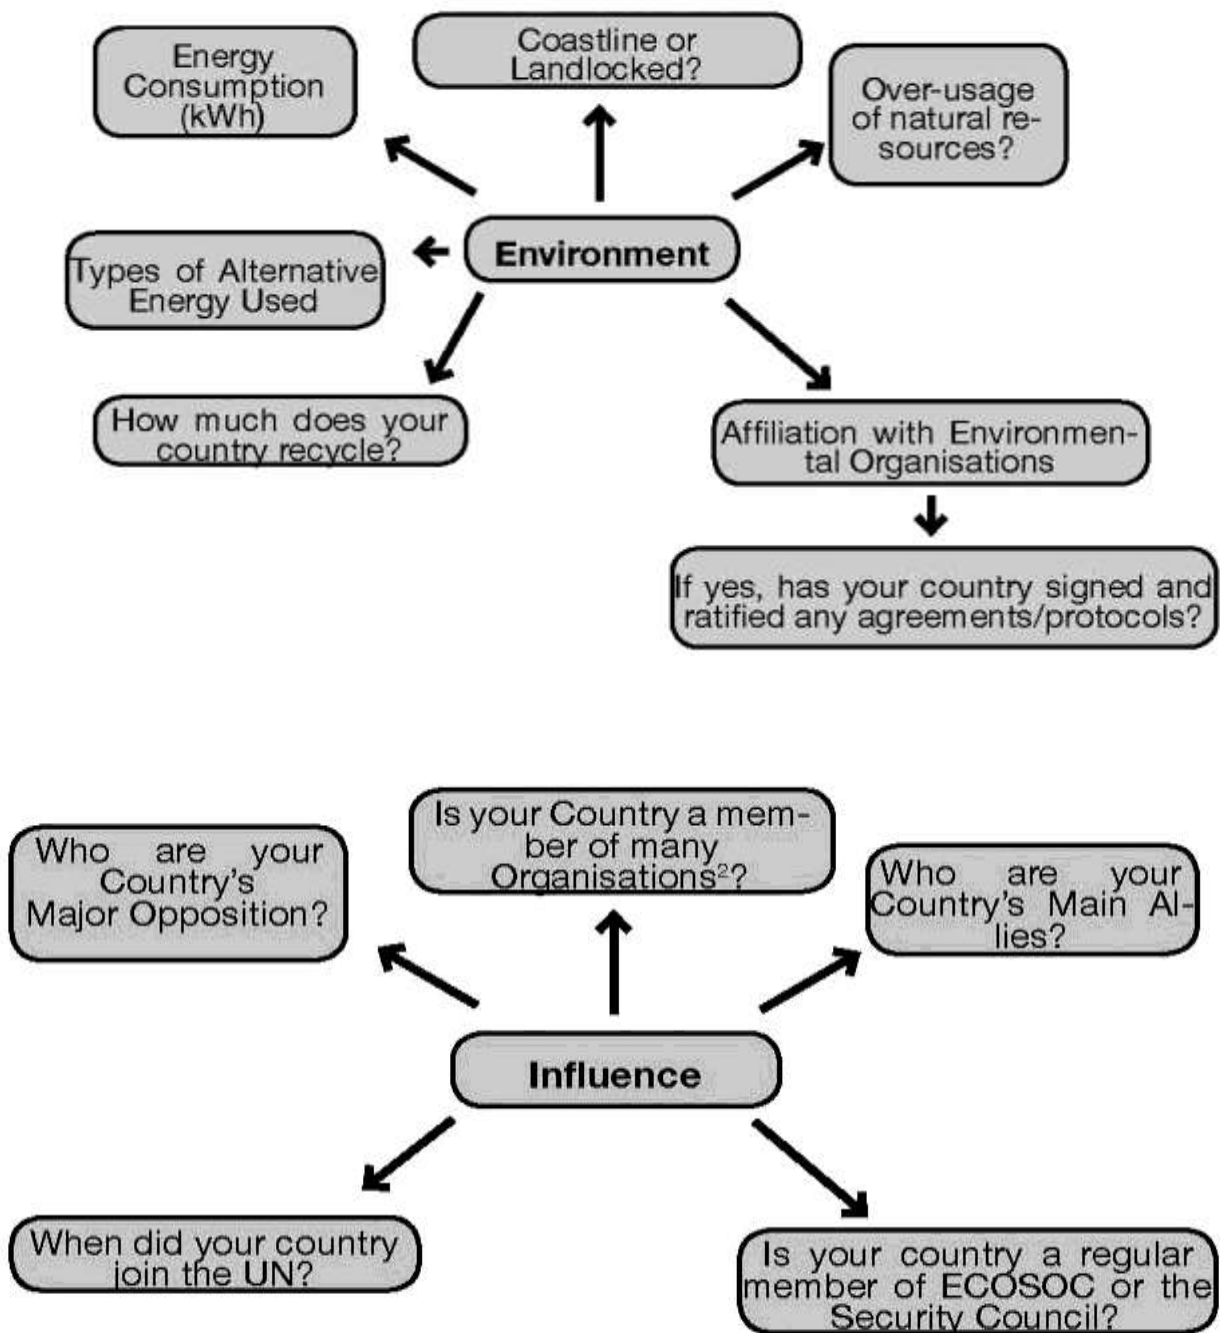 Energy
Consumption
(kWh)
Coastline or
Landlocked?
Over-usage
of natural re-
sources?
Environment
Types of Alternative
Energy Used
How much does your
country recycle?
Affiliation with Environmen-
tal Organisations
If yes, has your country signed and
ratified any agreements/protocols?
Who are your
Country's
Major Opposition?
Is your Country a mem-
ber of many
Organisations²?
Who are your
Country's Main Al-
lies?
Influence
When did your country
join the UN?
Is your country a regular
member of ECOSOC or the
Security Council?